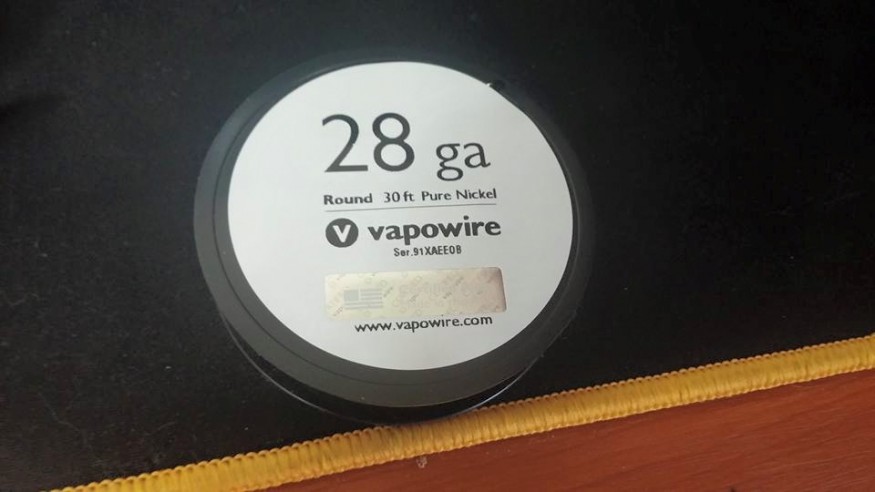 28 ga
Round 30 ft Pure Nickel
V vapowire
Ser.91XAEE0B
www.vapowire.com